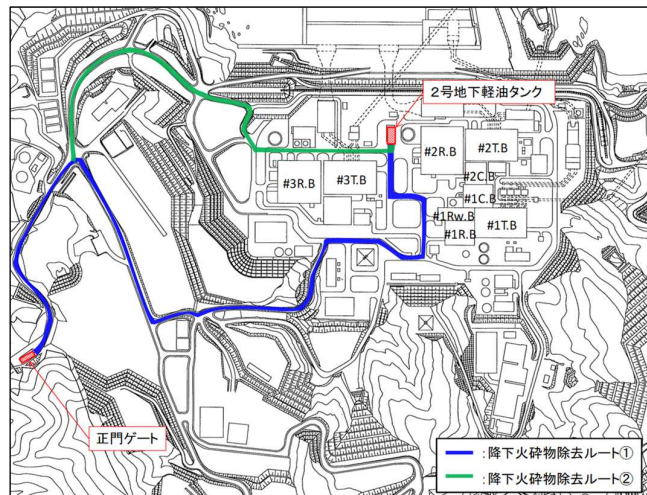 2号地下軽油タンク
#2R.B
#2T.B
#2C.B
#3R.B
#3T.B
#1C.B
#1Rw.B
#1T.B
#1R.B
正門ゲート
:降下火砕物除去ルート①
:降下火砕物除去ルート②